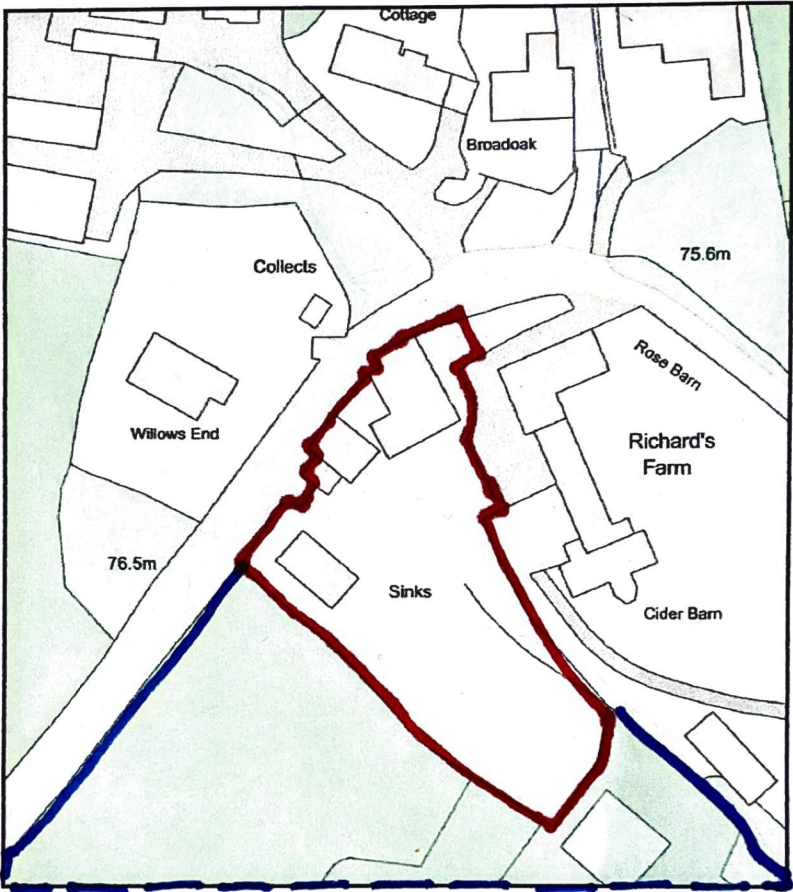 Cottage
Broadoak
75.6m
Collects
Rose Barn
Willows End
Richard's
Farm
76.5m
Sinks
Cider Barn